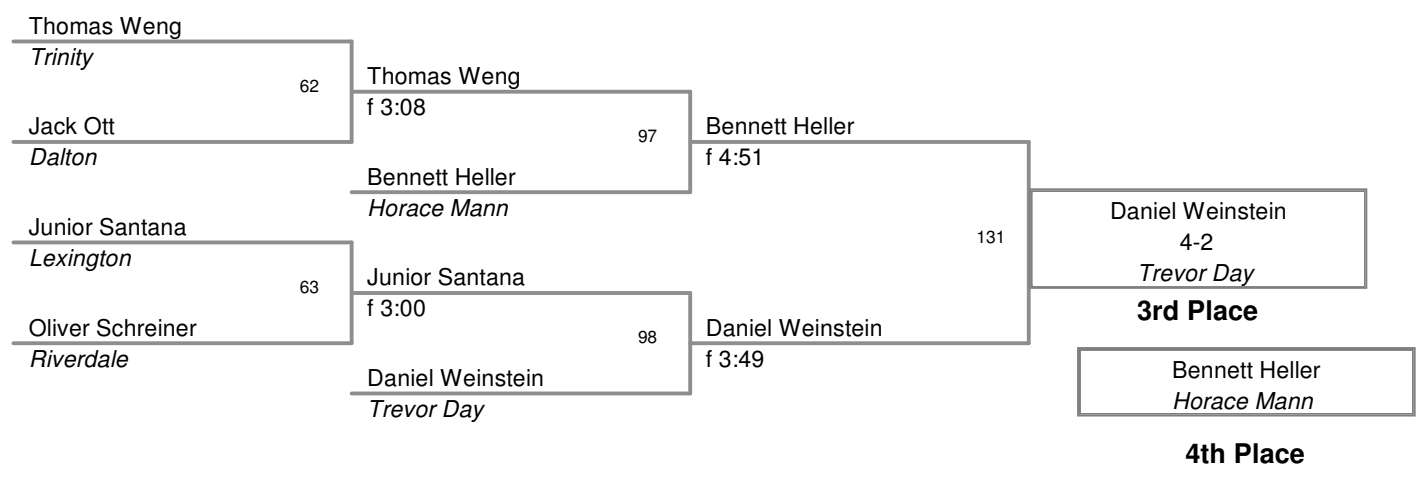 Thomas Weng
Trinity
62
Thomas Weng
f 3:08
Jack Ott
Dalton
97
Bennett Heller
f 4:51
Bennett Heller
Horace Mann
Junior Santana
Lexington
63
Junior Santana
f 3:00
Oliver Schreiner
Riverdale
98
Daniel Weinstein
f 3:49
Daniel Weinstein
Trevor Day
131
Daniel Weinstein
4-2
Trevor Day
3rd Place
Bennett Heller
Horace Mann
4th Place